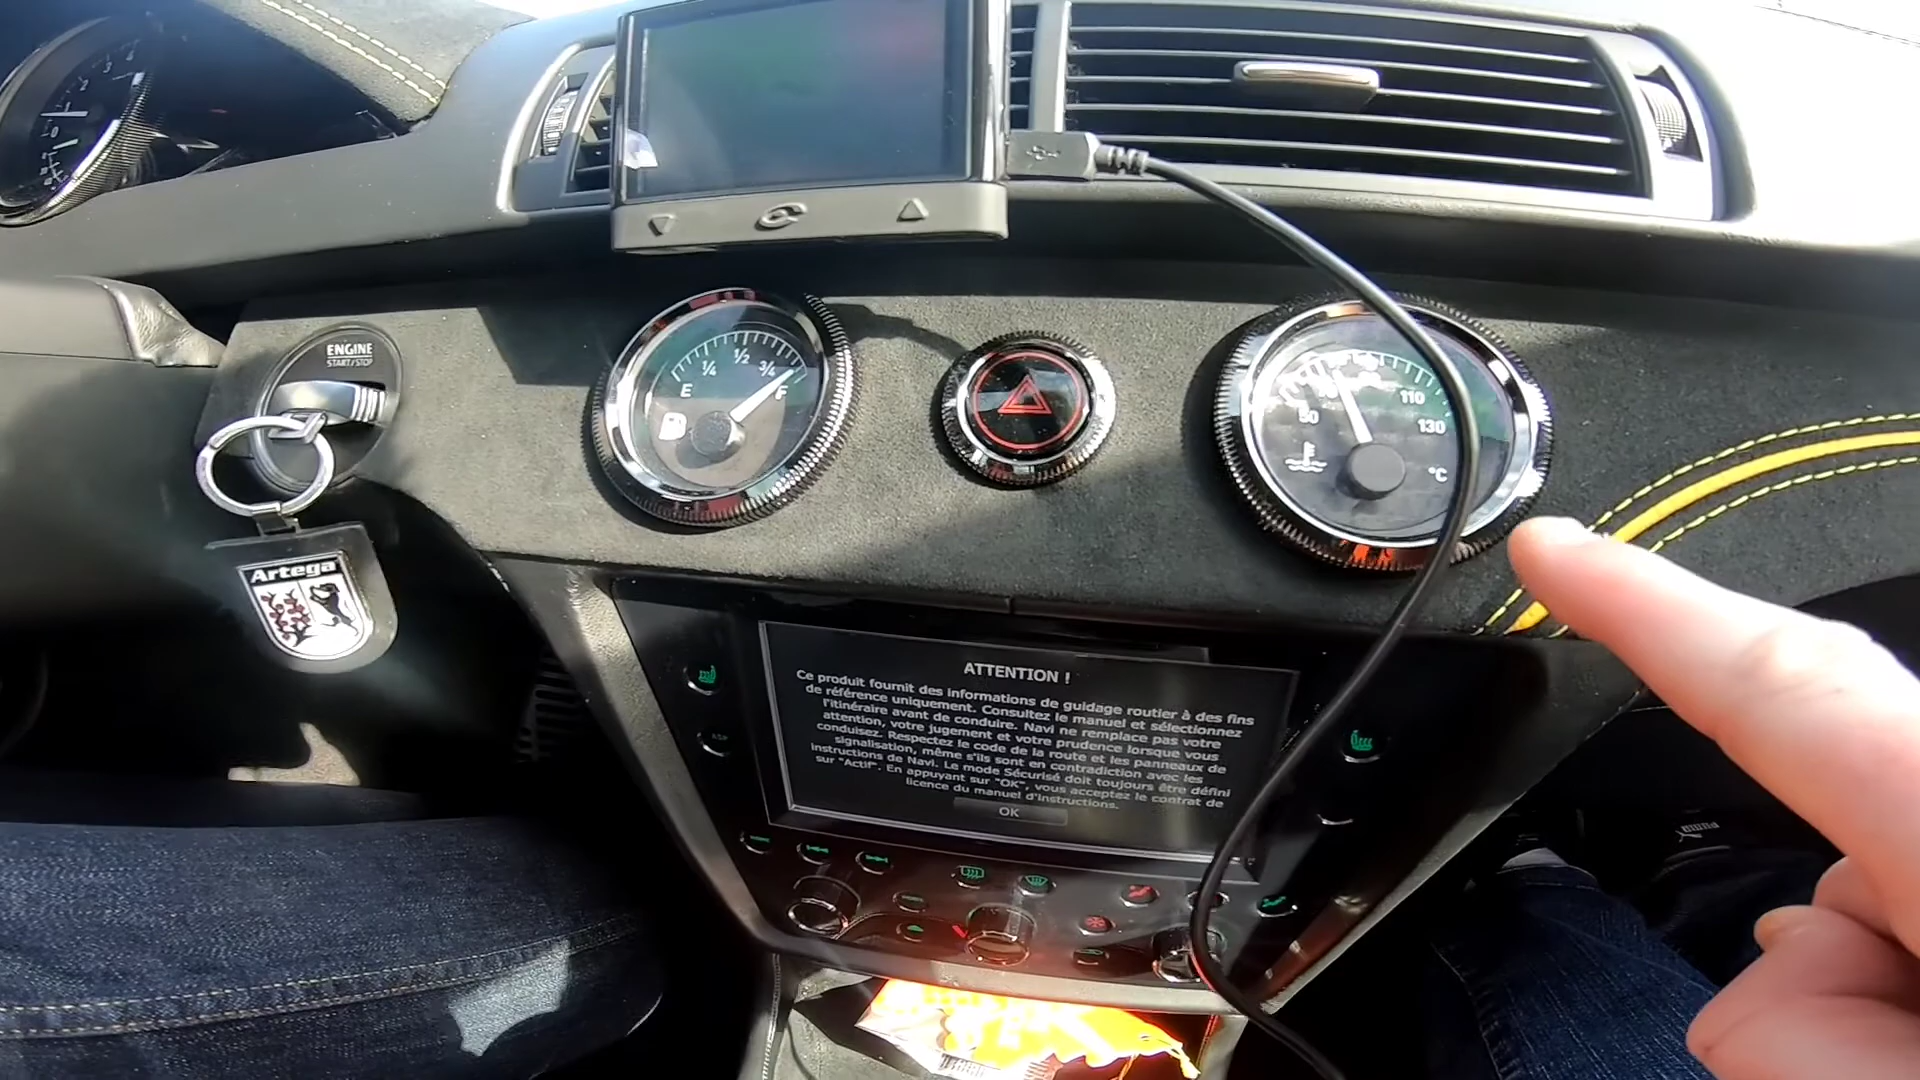 ENGINE
START/STOP
E
1/4
1/2
3/4
F
50
110
130
°C
Artega
ATTENTION !
Ce produit fournit des informations de guidage routier à des fins
de référence uniquement. Consultez le manuel et sélectionnez
l'itinéraire avant de conduire. Navi ne remplace pas votre
attention, votre jugement et votre prudence lorsque vous
conduisez. Respectez le code de la route et les panneaux de
signalisation, même s'ils sont en contradiction avec les
instructions de Navi. Le mode Sécurisé doit toujours être défini
sur "Actif". En appuyant sur "OK", vous acceptez le contrat de
licence du manuel d'instructions.
OK